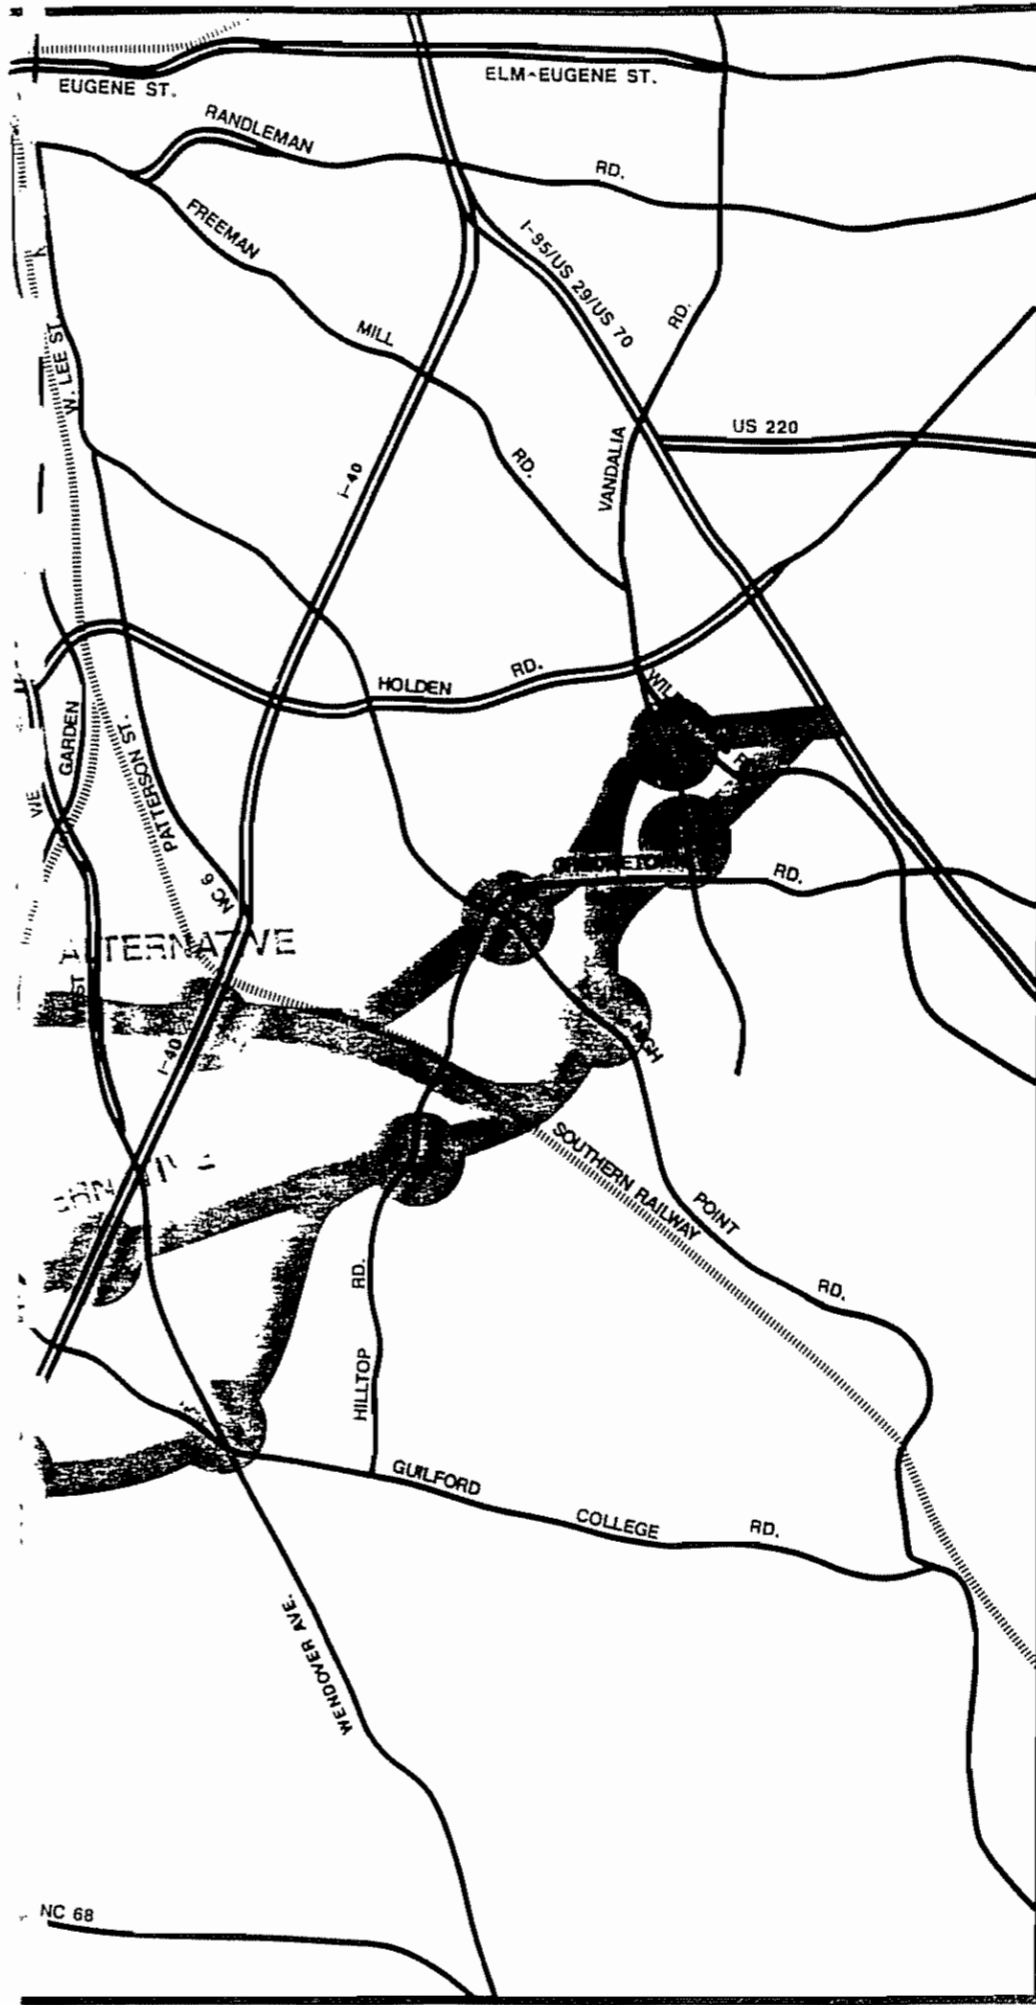 EUGENE ST.
ELM-EUGENE ST.
RANDLEMAN
RD.
FREEMAN
MILL
RD.
I-85/US 29/US 70
RD.
VANDALIA
US 220
W. LEE ST.
I-40
HOLDEN
RD.
GARDEN
PATTERSON ST.
NC 6
RD.
ALTERNATIVE
ST
I-40
HIGH
POINT
RD.
SOUTHERN RAILWAY
RD.
HILLTOP
GUILFORD
COLLEGE
RD.
WENDOVER AVE.
NC 68